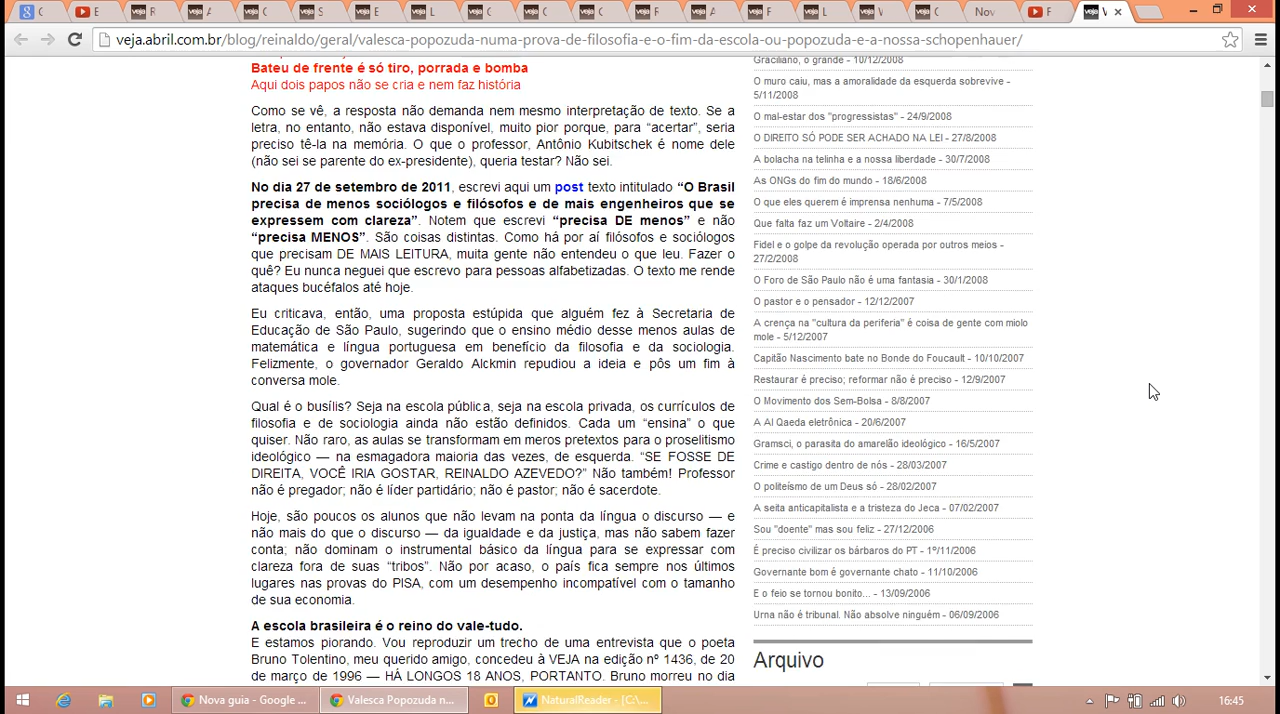 G
E
veja R
veja A
veja C
veja S
veja E
veja L
veja C
veja C
veja C
veja R
veja A
veja F
veja L
veja V
veja C
Nov
F
veja V
veja.abril.com.br/blog/reinaldo/geral/valesca-popozuda-numa-prova-de-filosofia-e-o-fim-da-escola-ou-popozuda-e-a-nossa-schopenhauer/
Bateu de frente é só tiro, porrada e bomba
Aqui dois papos não se cria e nem faz história
Como se vê, a resposta não demanda nem mesmo interpretação de texto. Se a
letra, no entanto, não estava disponível, muito pior porque, para “acertar”, seria
preciso tê-la na memória. O que o professor, Antônio Kubitschek é nome dele
(não sei se parente do ex-presidente), queria testar? Não sei.
No dia 27 de setembro de 2011, escrevi aqui um post texto intitulado “O Brasil
precisa de menos sociólogos e filósofos e de mais engenheiros que se
expressem com clareza”. Notem que escrevi “precisa DE menos” e não
“precisa MENOS”. São coisas distintas. Como há por aí filósofos e sociólogos
que precisam DE MAIS LEITURA, muita gente não entendeu o que leu. Fazer o
quê? Eu nunca neguei que escrevo para pessoas alfabetizadas. O texto me rende
ataques bucéfalos até hoje.
Eu criticava, então, uma proposta estúpida que alguém fez à Secretaria de
Educação de São Paulo, sugerindo que o ensino médio desse menos aulas de
matemática e língua portuguesa em benefício da filosofia e da sociologia.
Felizmente, o governador Geraldo Alckmin repudiou a ideia e pôs um fim à
conversa mole.
Qual é o busílis? Seja na escola pública, seja na escola privada, os currículos de
filosofia e de sociologia ainda não estão definidos. Cada um “ensina” o que
quiser. Não raro, as aulas se transformam em meros pretextos para o proselitismo
ideológico — na esmagadora maioria das vezes, de esquerda. “SE FOSSE DE
DIREITA, VOCÊ IRIA GOSTAR, REINALDO AZEVEDO?” Não também! Professor
não é pregador; não é líder partidário; não é pastor; não é sacerdote.
Hoje, são poucos os alunos que não levam na ponta da língua o discurso — e
não mais do que o discurso — da igualdade e da justiça, mas não sabem fazer
conta; não dominam o instrumental básico da língua para se expressar com
clareza fora de suas “tribos”. Não por acaso, o país fica sempre nos últimos
lugares nas provas do PISA, com um desempenho incompatível com o tamanho
de sua economia.
A escola brasileira é o reino do vale-tudo.
E estamos piorando. Vou reproduzir um trecho de uma entrevista que o poeta
Bruno Tolentino, meu querido amigo, concedeu à VEJA na edição nº 1436, de 20
de março de 1996 — HÁ LONGOS 18 ANOS, PORTANTO. Bruno morreu no dia
Graciliano, o grande - 10/12/2008
O muro caiu, mas a amoralidade da esquerda sobrevive -
5/11/2008
O mal-estar dos "progressistas" - 24/9/2008
O DIREITO SÓ PODE SER ACHADO NA LEI - 27/8/2008
A bolacha na telinha e a nossa liberdade - 30/7/2008
As ONGs do fim do mundo - 18/6/2008
O que eles querem é imprensa nenhuma - 7/5/2008
Que falta faz um Voltaire - 2/4/2008
Fidel e o golpe da revolução operada por outros meios -
27/2/2008
O Foro de São Paulo não é uma fantasia - 30/1/2008
O pastor e o pensador - 12/12/2007
A crença na "cultura da periferia" é coisa de gente com miolo
mole - 5/12/2007
Capitão Nascimento bate no Bonde do Foucault - 10/10/2007
Restaurar é preciso; reformar não é preciso - 12/9/2007
O Movimento dos Sem-Bolsa - 8/8/2007
A Al Qaeda eletrônica - 20/6/2007
Gramsci, o parasita do amarelão ideológico - 16/5/2007
Crime e castigo dentro de nós - 28/03/2007
O politeísmo de um Deus só - 28/02/2007
A seita anticapitalista e a tristeza do Jeca - 07/02/2007
Sou "doente" mas sou feliz - 27/12/2006
É preciso civilizar os bárbaros do PT - 1º/11/2006
Governante bom é governante chato - 11/10/2006
E o feio se tornou bonito... - 13/09/2006
Urna não é tribunal. Não absolve ninguém - 06/09/2006
Arquivo
Nova guia - Google ...
Valesca Popozuda n...
NaturalReader - [C:\...
16:45